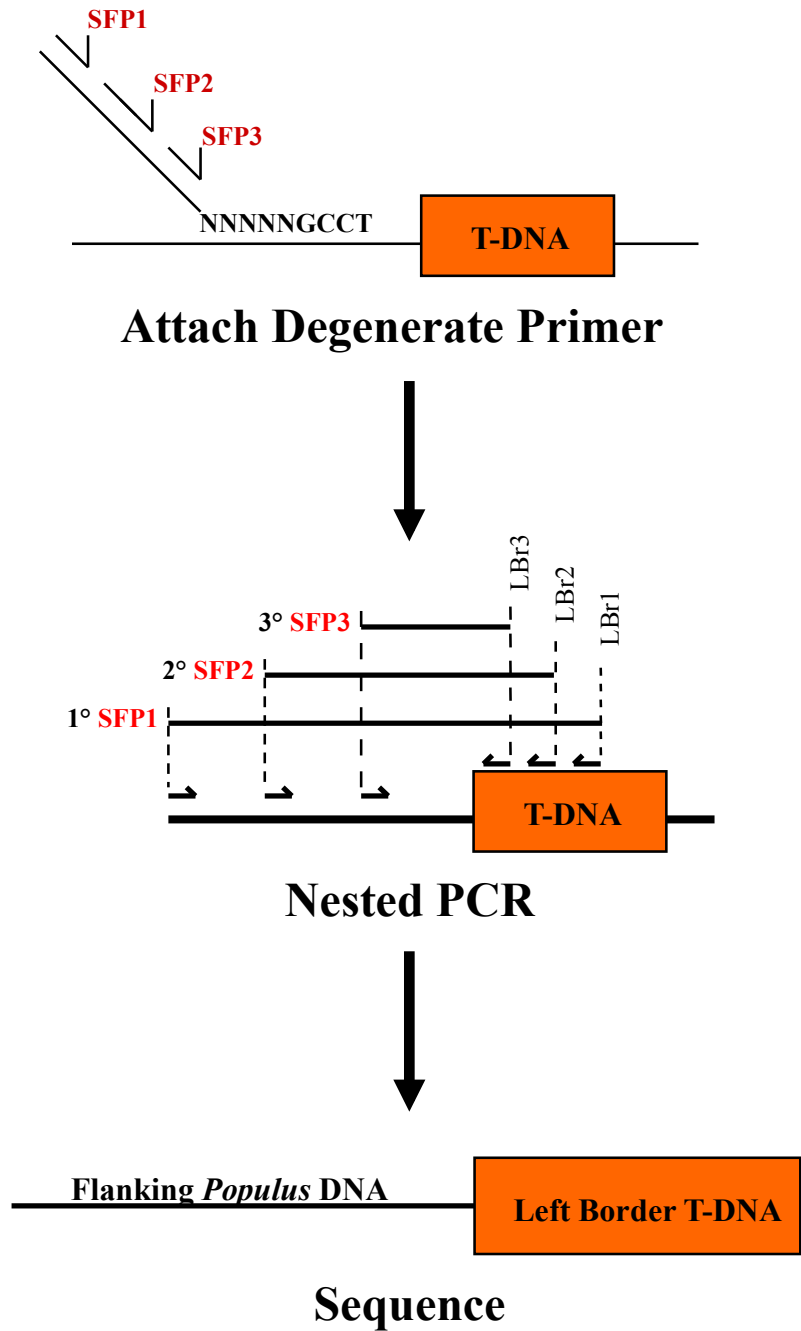 SFP1
SFP2
SFP3
NNNNNGCCT
T-DNA
Attach Degenerate Primer
LBr3
LBr2
LBr1
3° SFP3
2° SFP2
1° SFP1
T-DNA
Nested PCR
Flanking Populus DNA
Left Border T-DNA
Sequence